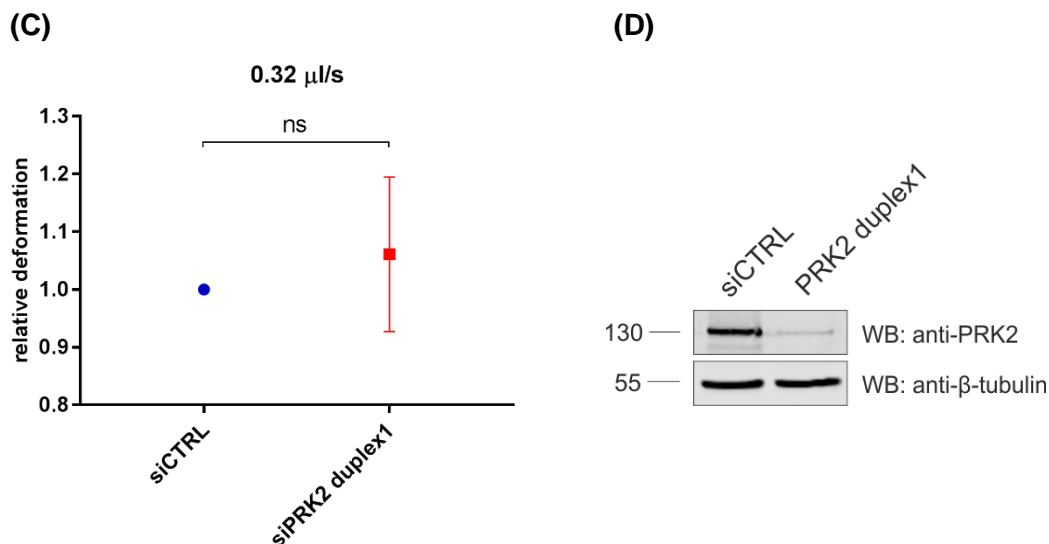 (C)
0.32 μl/s
1.3
1.2
1.1
1.0
0.9
0.8
relative deformation
ns
siCTRL
siPRK2 duplex1
(D)
siCTRL
PRK2 duplex1
130
WB: anti-PRK2
55
WB: anti-β-tubulin